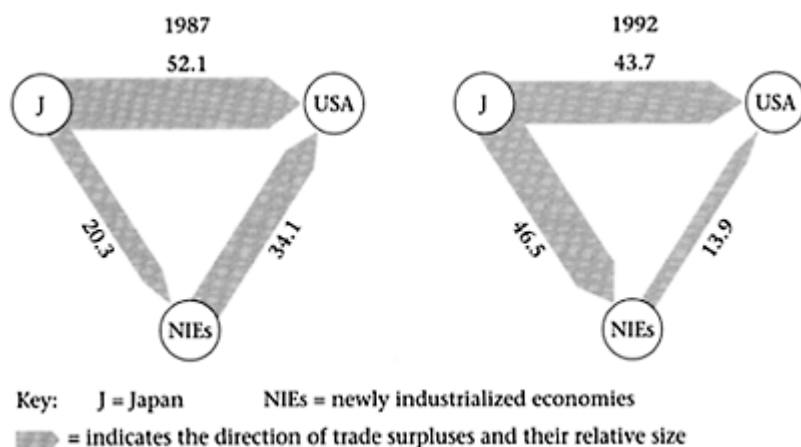 1987
52.1
J
USA
20.3
34.1
NIEs
1992
43.7
J
USA
46.5
13.9
NIEs
Key: J = Japan NIEs = newly industrialized economies
= indicates the direction of trade surpluses and their relative size